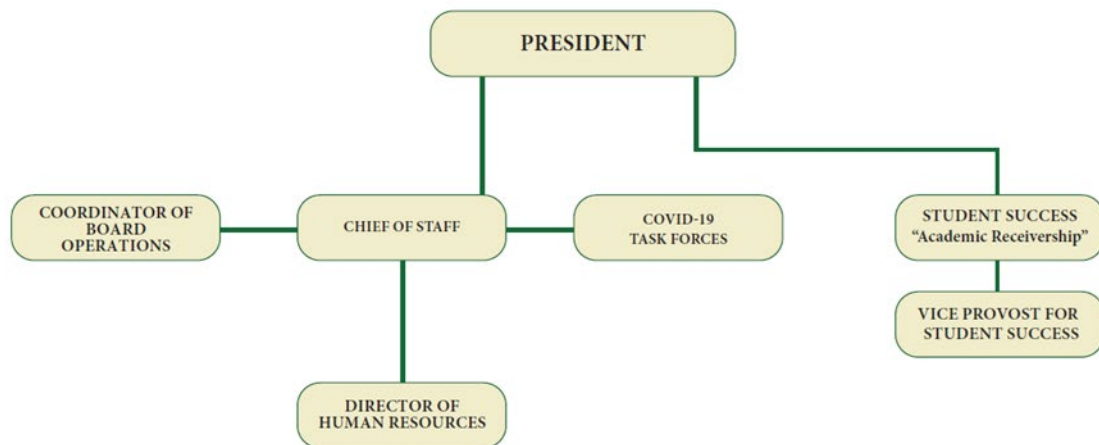 PRESIDENT
COORDINATOR OF
BOARD
OPERATIONS
CHIEF OF STAFF
COVID-19
TASK FORCES
STUDENT SUCCESS
“Academic Receivership”
VICE PROVOST FOR
STUDENT SUCCESS
DIRECTOR OF
HUMAN RESOURCES